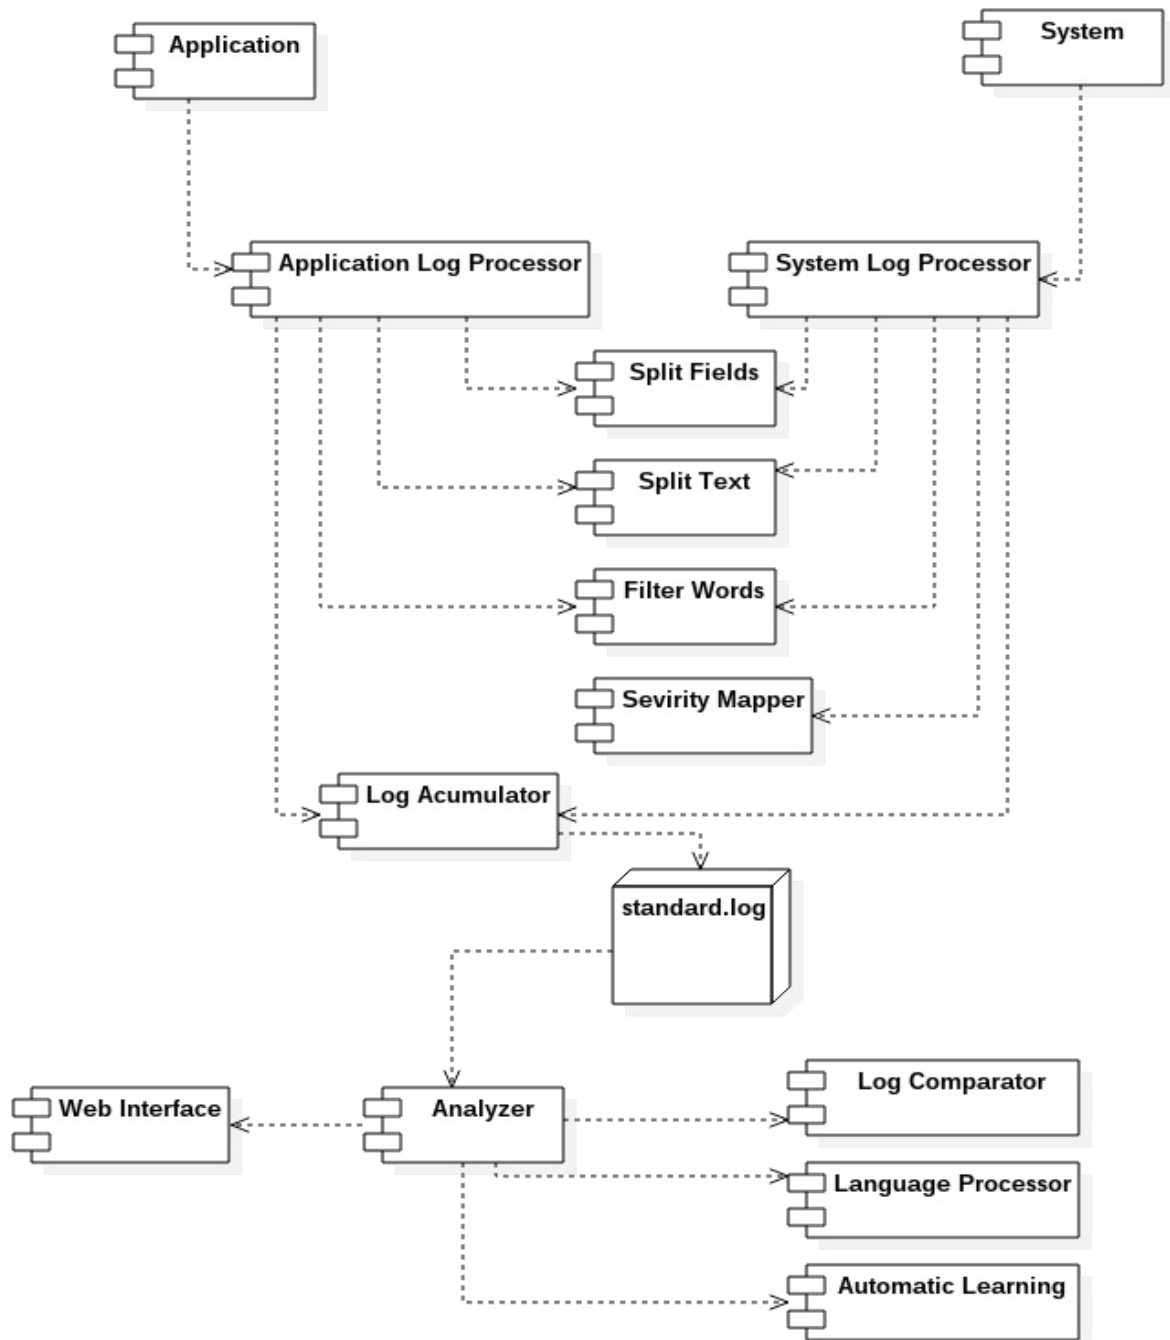 Application
System
Application Log Processor
System Log Processor
Split Fields
Split Text
Filter Words
Sevirity Mapper
Log Acumulator
standard.log
Log Comparator
Web Interface
Analyzer
Language Processor
Automatic Learning